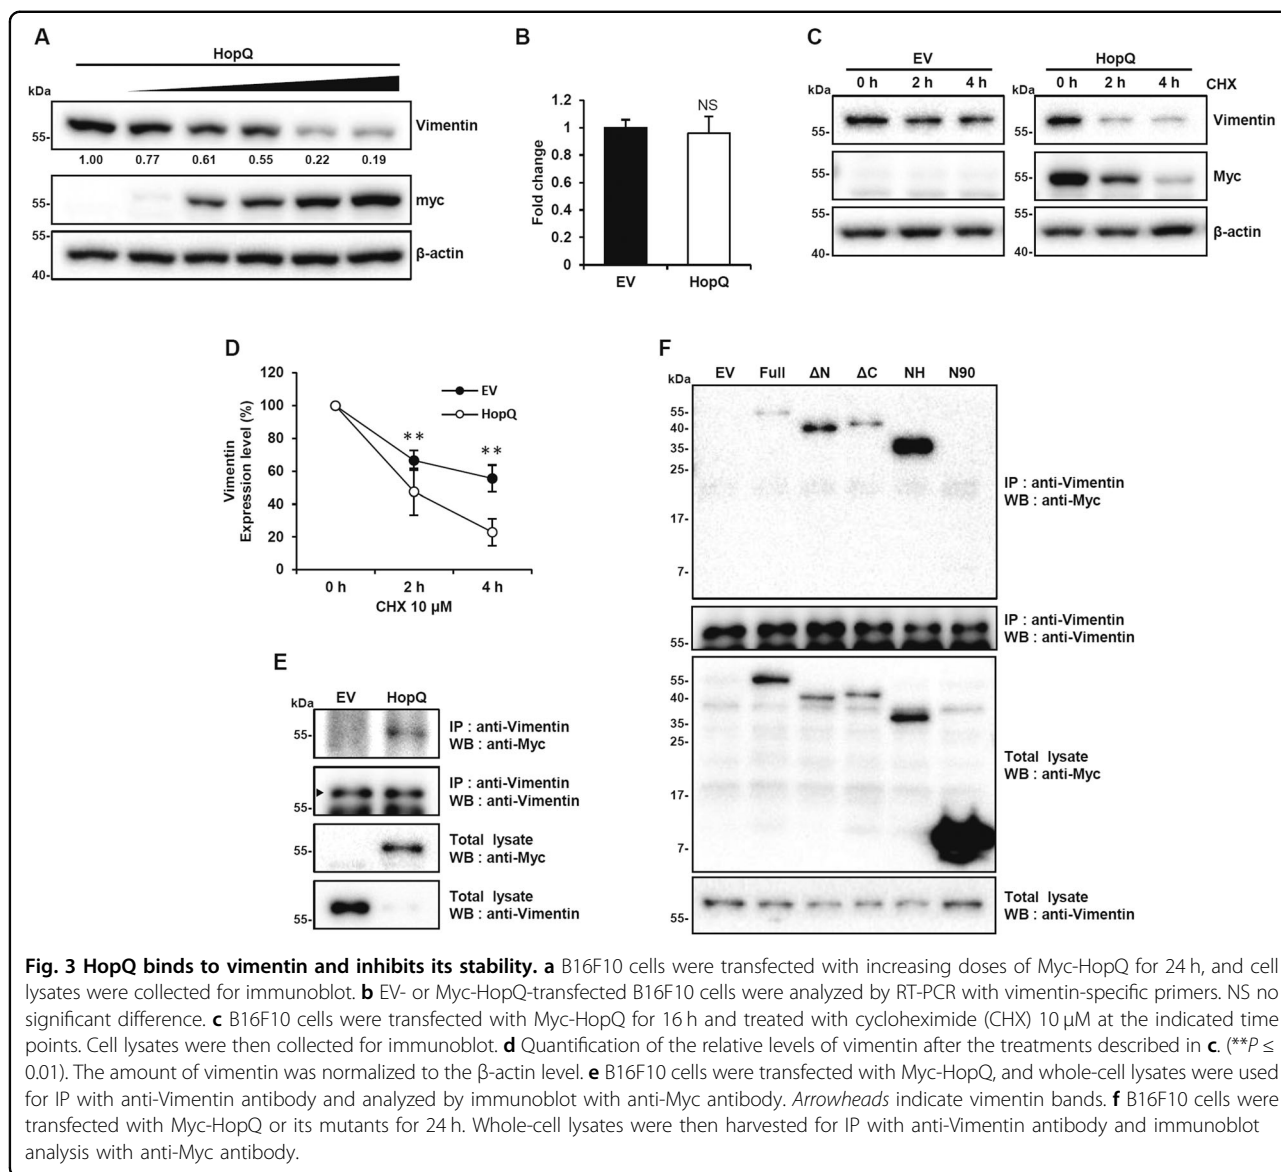 A
HopQ
kDa
55-
Vimentin
1.00 0.77 0.61 0.55 0.22 0.19
55-
myc
55-
β-actin
40-
B
Fold change
1.2
1
0.8
0.6
0.4
0.2
0
NS
EV HopQ
C
EV HopQ
kDa 0 h 2 h 4 h kDa 0 h 2 h 4 h CHX
55- 55- Vimentin
55- 55- Myc
55- 55-
β-actin
40- 40-
D
Vimentin
Expression level (%)
120
100
80
60
40
20
0
EV
HopQ
** **
0 h 2 h 4 h
CHX 10 μM
E
EV HopQ
kDa
55-
IP : anti-Vimentin
WB : anti-Myc
55-
IP : anti-Vimentin
WB : anti-Vimentin
55-
Total lysate
WB : anti-Myc
55-
Total lysate
WB : anti-Vimentin
F
kDa EV Full ΔN ΔC NH N90
55-
40-
35-
25-
17-
7-
IP : anti-Vimentin
WB : anti-Myc
55-
IP : anti-Vimentin
WB : anti-Vimentin
55-
40-
35-
25-
17-
7-
Total lysate
WB : anti-Myc
55-
Total lysate
WB : anti-Vimentin
Fig. 3 HopQ binds to vimentin and inhibits its stability. a B16F10 cells were transfected with increasing doses of Myc-HopQ for 24 h, and cell
lysates were collected for immunoblot. b EV- or Myc-HopQ-transfected B16F10 cells were analyzed by RT-PCR with vimentin-specific primers. NS no
significant difference. c B16F10 cells were transfected with Myc-HopQ for 16 h and treated with cycloheximide (CHX) 10 μM at the indicated time
points. Cell lysates were then collected for immunoblot. d Quantification of the relative levels of vimentin after the treatments described in c. (**P ≤
0.01). The amount of vimentin was normalized to the β-actin level. e B16F10 cells were transfected with Myc-HopQ, and whole-cell lysates were used
for IP with anti-Vimentin antibody and analyzed by immunoblot with anti-Myc antibody. Arrowheads indicate vimentin bands. f B16F10 cells were
transfected with Myc-HopQ or its mutants for 24 h. Whole-cell lysates were then harvested for IP with anti-Vimentin antibody and immunoblot
analysis with anti-Myc antibody.